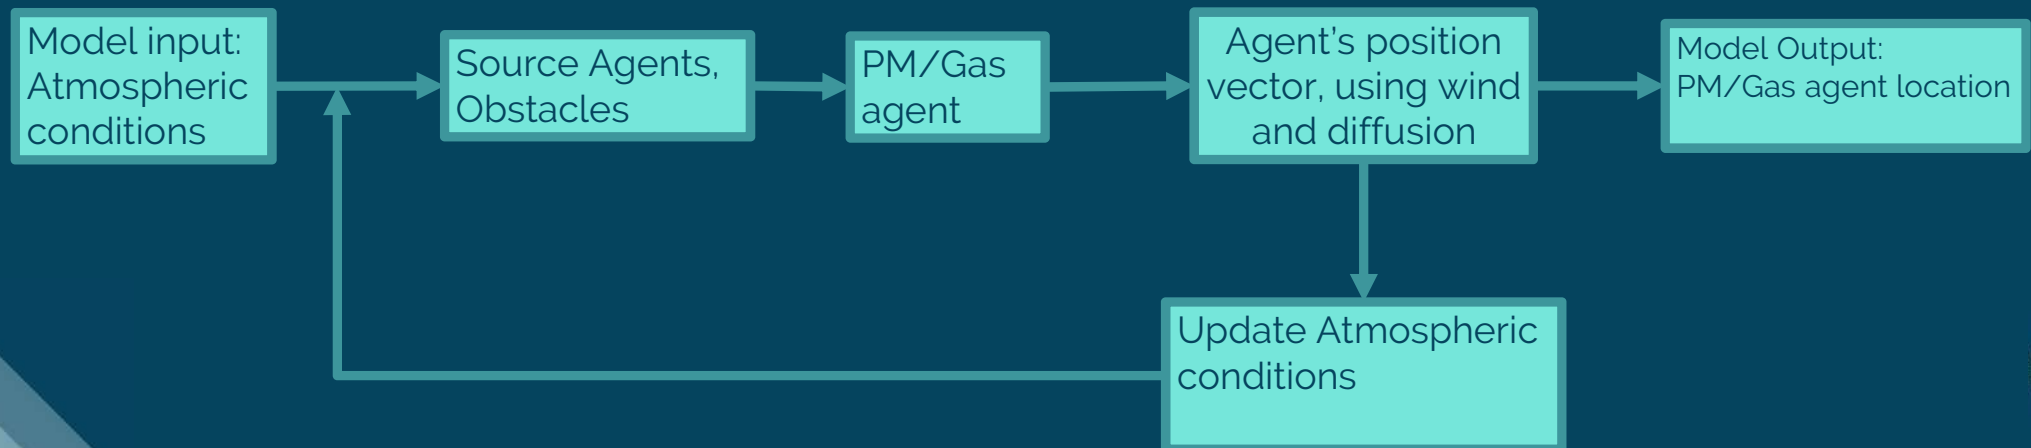 Model input:
Atmospheric
conditions
Source Agents,
Obstacles
PM/Gas
agent
Agent's position
vector, using wind
and diffusion
Model Output:
PM/Gas agent location
Update Atmospheric
conditions